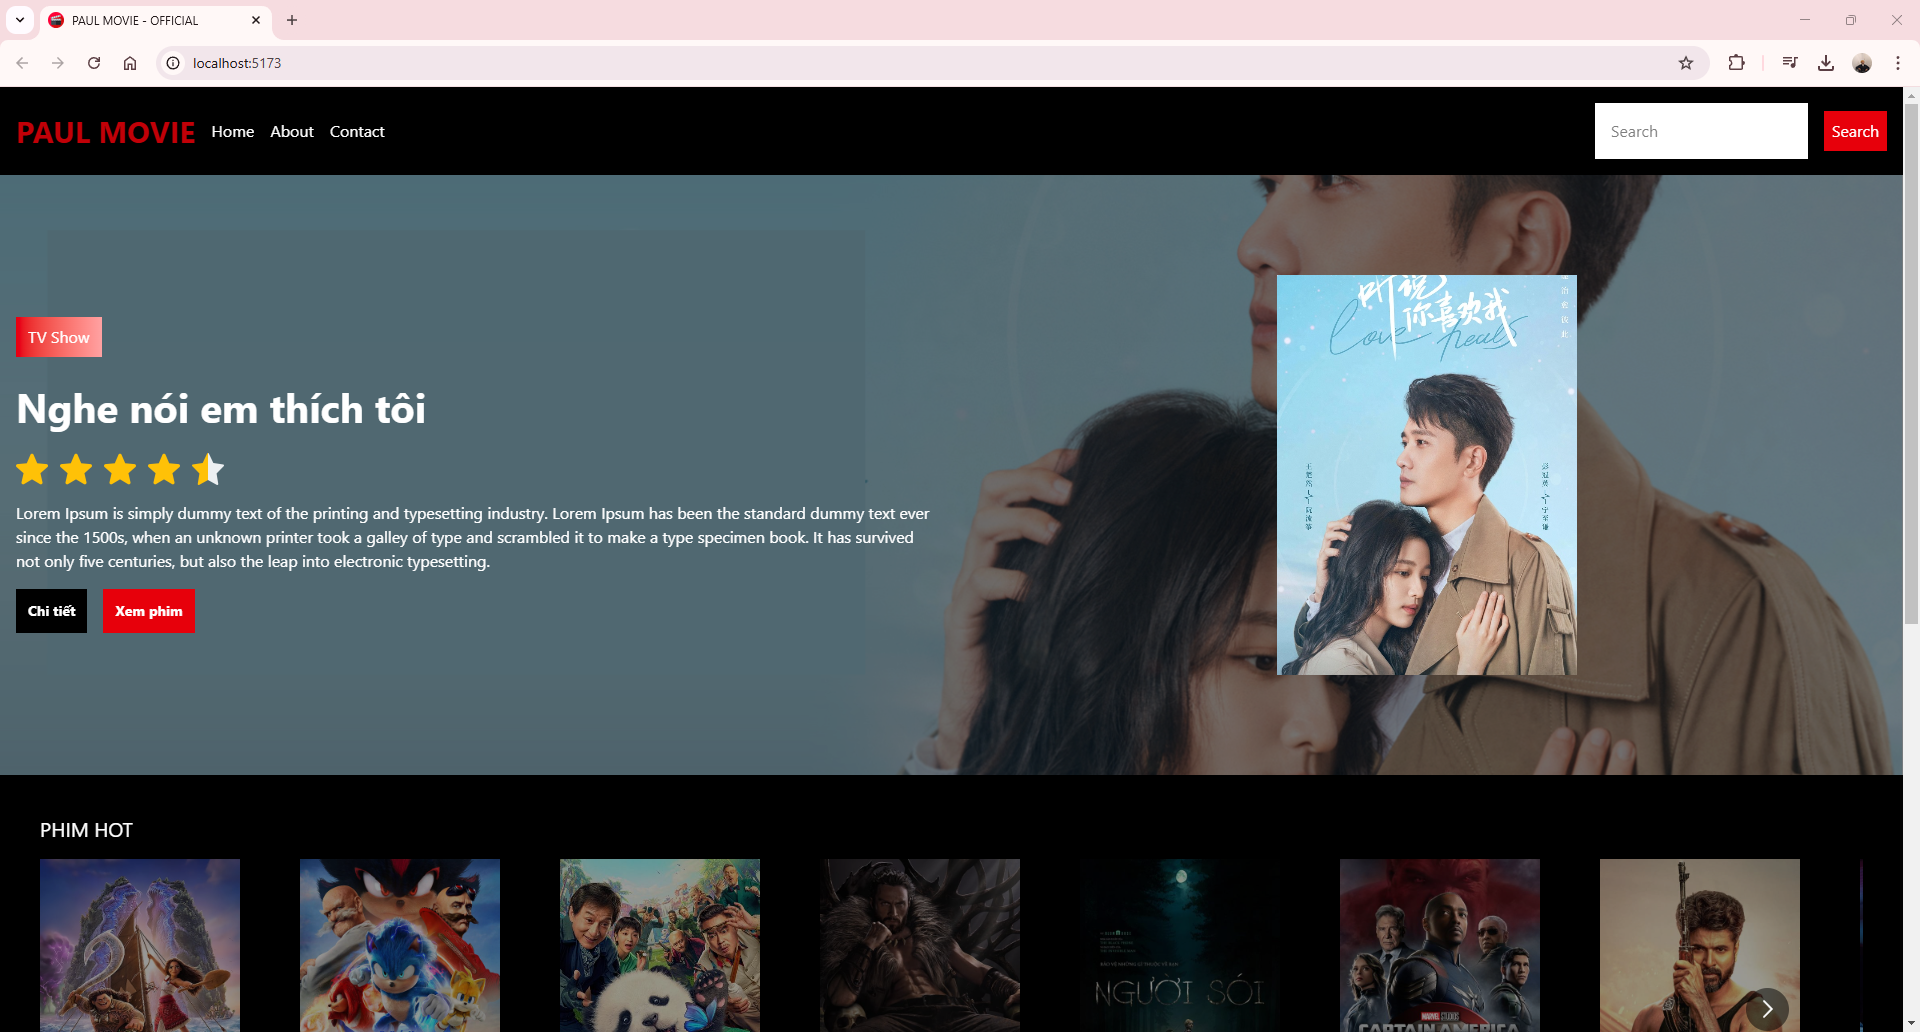 PAUL MOVIE - OFFICIAL
localhost:5173
PAUL MOVIE
Home
About
Contact
Search
Search
TV Show
Nghe nói em thích tôi
Lorem Ipsum is simply dummy text of the printing and typesetting industry. Lorem Ipsum has been the standard dummy text ever
since the 1500s, when an unknown printer took a galley of type and scrambled it to make a type specimen book. It has survived
not only five centuries, but also the leap into electronic typesetting.
Chi tiết
Xem phim
听说
你喜欢我
Love heals
PHIM HOT
2
NGƯỜI SÓI
MARVEL STUDIOS
CAPTAIN AMERICA